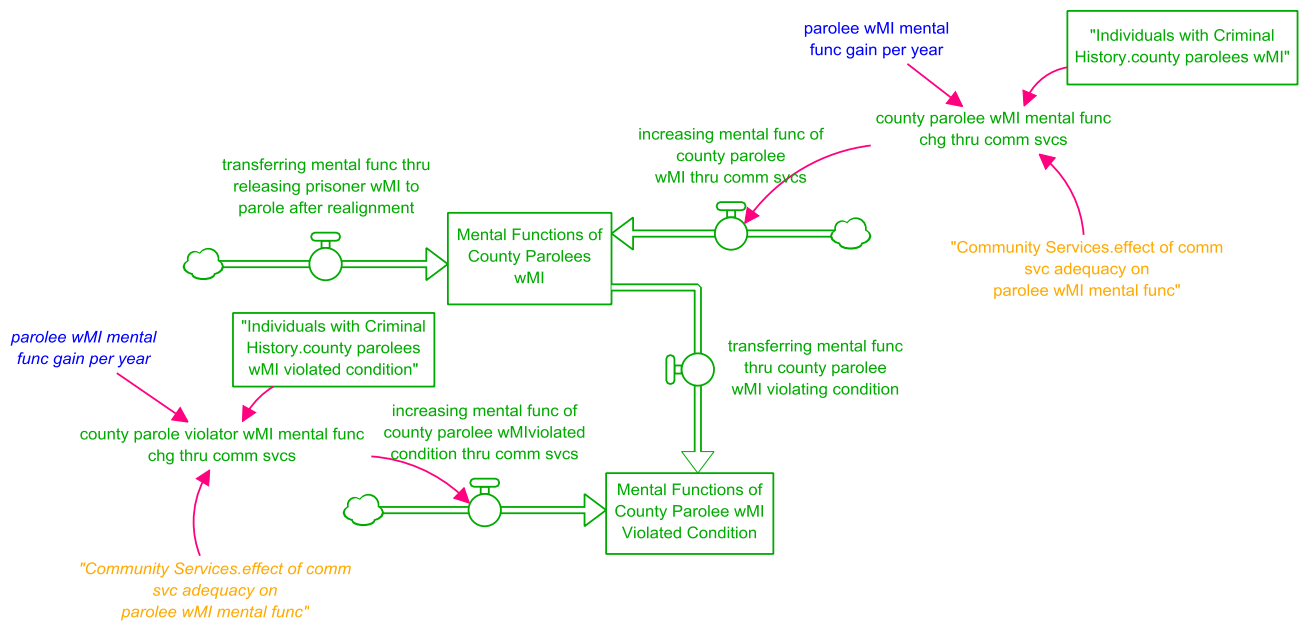 parolee wMI mental
func gain per year
"Individuals with Criminal
History.county parolees wMI"
county parolee wMI mental func
chg thru comm svcs
increasing mental func of
county parolee
wMI thru comm svcs
transferring mental func thru
releasing prisoner wMI to
parole after realignment
Mental Functions of
County Parolees
wMI
"Community Services.effect of comm
svc adequacy on
parolee wMI mental func"
parolee wMI mental
func gain per year
"Individuals with Criminal
History.county parolees
wMI violated condition"
transferring mental func
thru county parolee
wMI violating condition
county parole violator wMI mental func
chg thru comm svcs
increasing mental func of
county parolee wMIviolated
condition thru comm svcs
Mental Functions of
County Parolee wMI
Violated Condition
"Community Services.effect of comm
svc adequacy on
parolee wMI mental func"